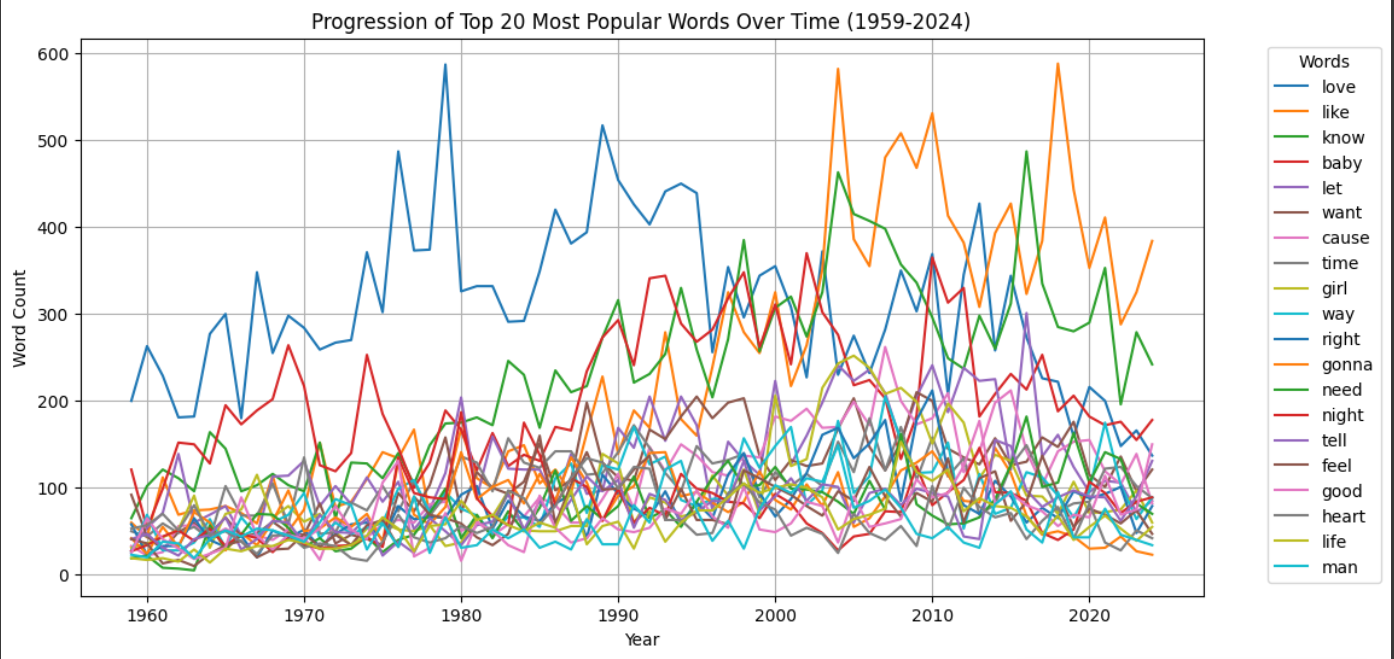 Progression of Top 20 Most Popular Words Over Time (1959-2024)
600
500
400
300
200
100
0
Word Count
1960
1970
1980
1990
2000
2010
2020
Year
Words
love
like
know
baby
let
want
cause
time
girl
way
right
gonna
need
night
tell
feel
good
heart
life
man